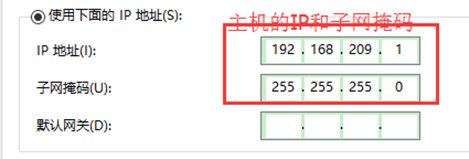 使用下面的 IP 地址(S):
主机的IP和子网掩码
IP 地址(I):
192 . 168 . 209 . 1
子网掩码(U):
255 . 255 . 255 . 0
默认网关(D):
. . .